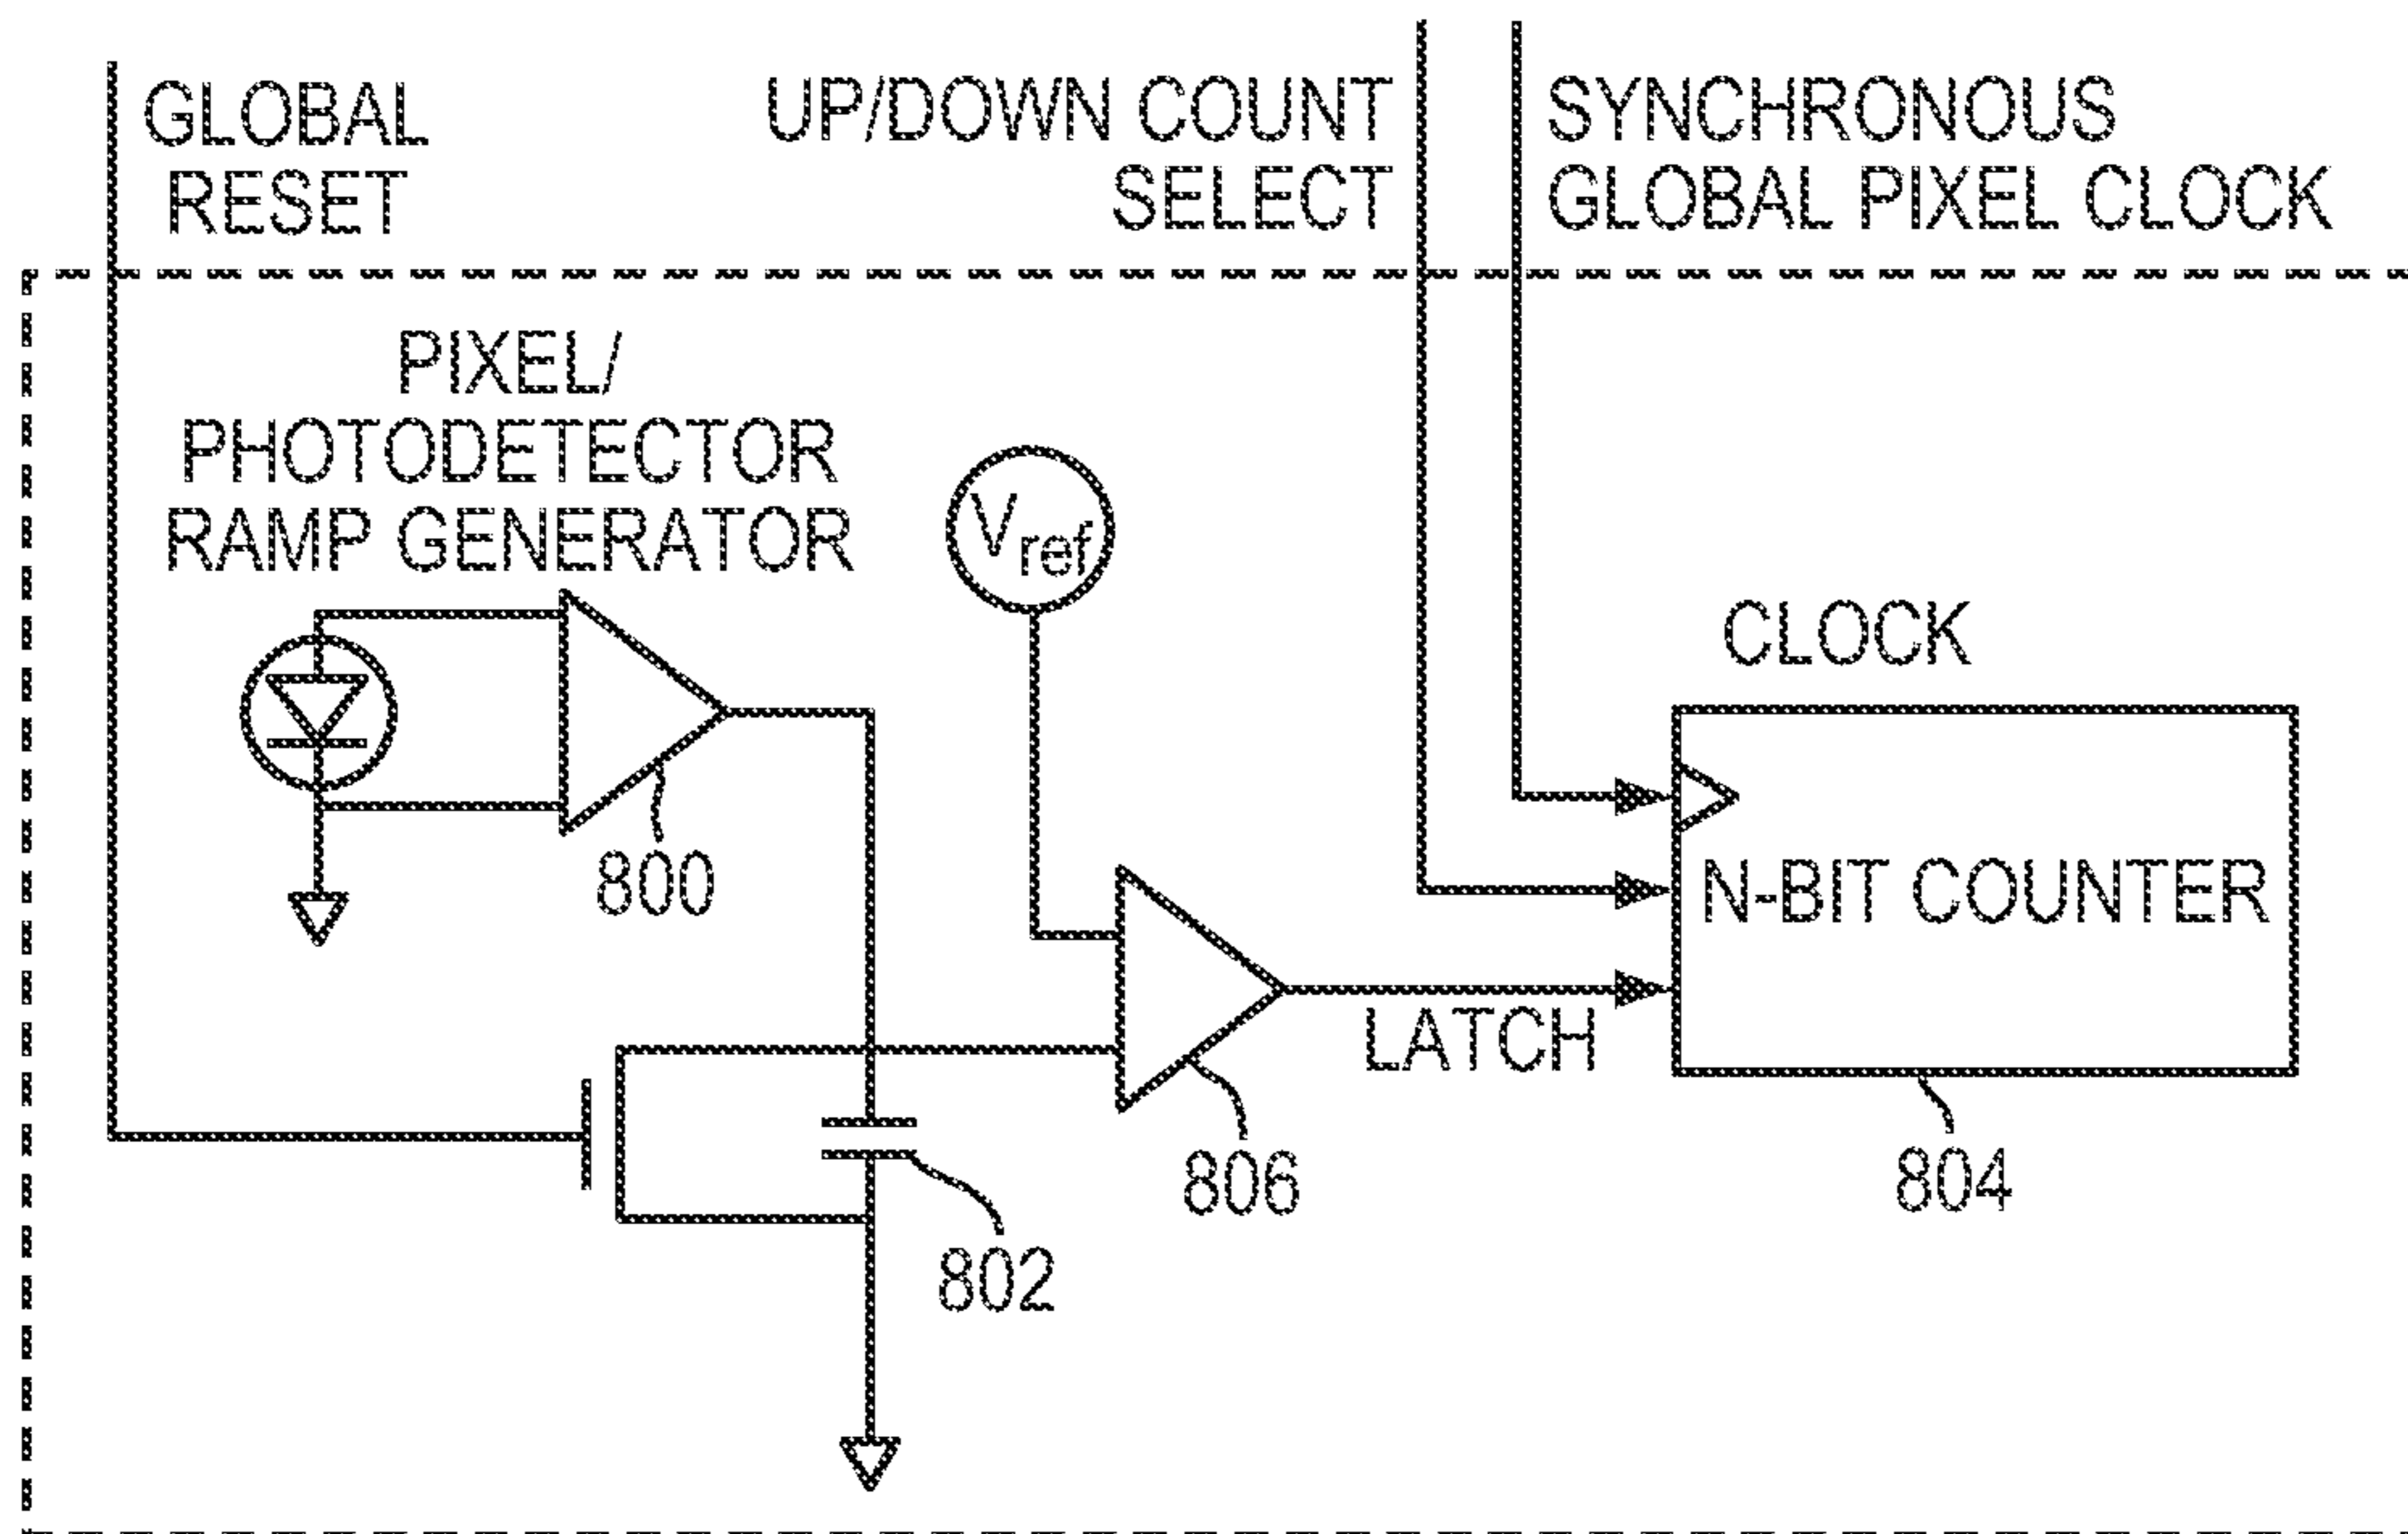 GLOBAL
RESET
UP/DOWN COUNT
SELECT
SYNCHRONOUS
GLOBAL PIXEL CLOCK
PIXEL/
PHOTODETECTOR
RAMP GENERATOR
Vref
CLOCK
800
N-BIT COUNTER
LATCH
806
804
802